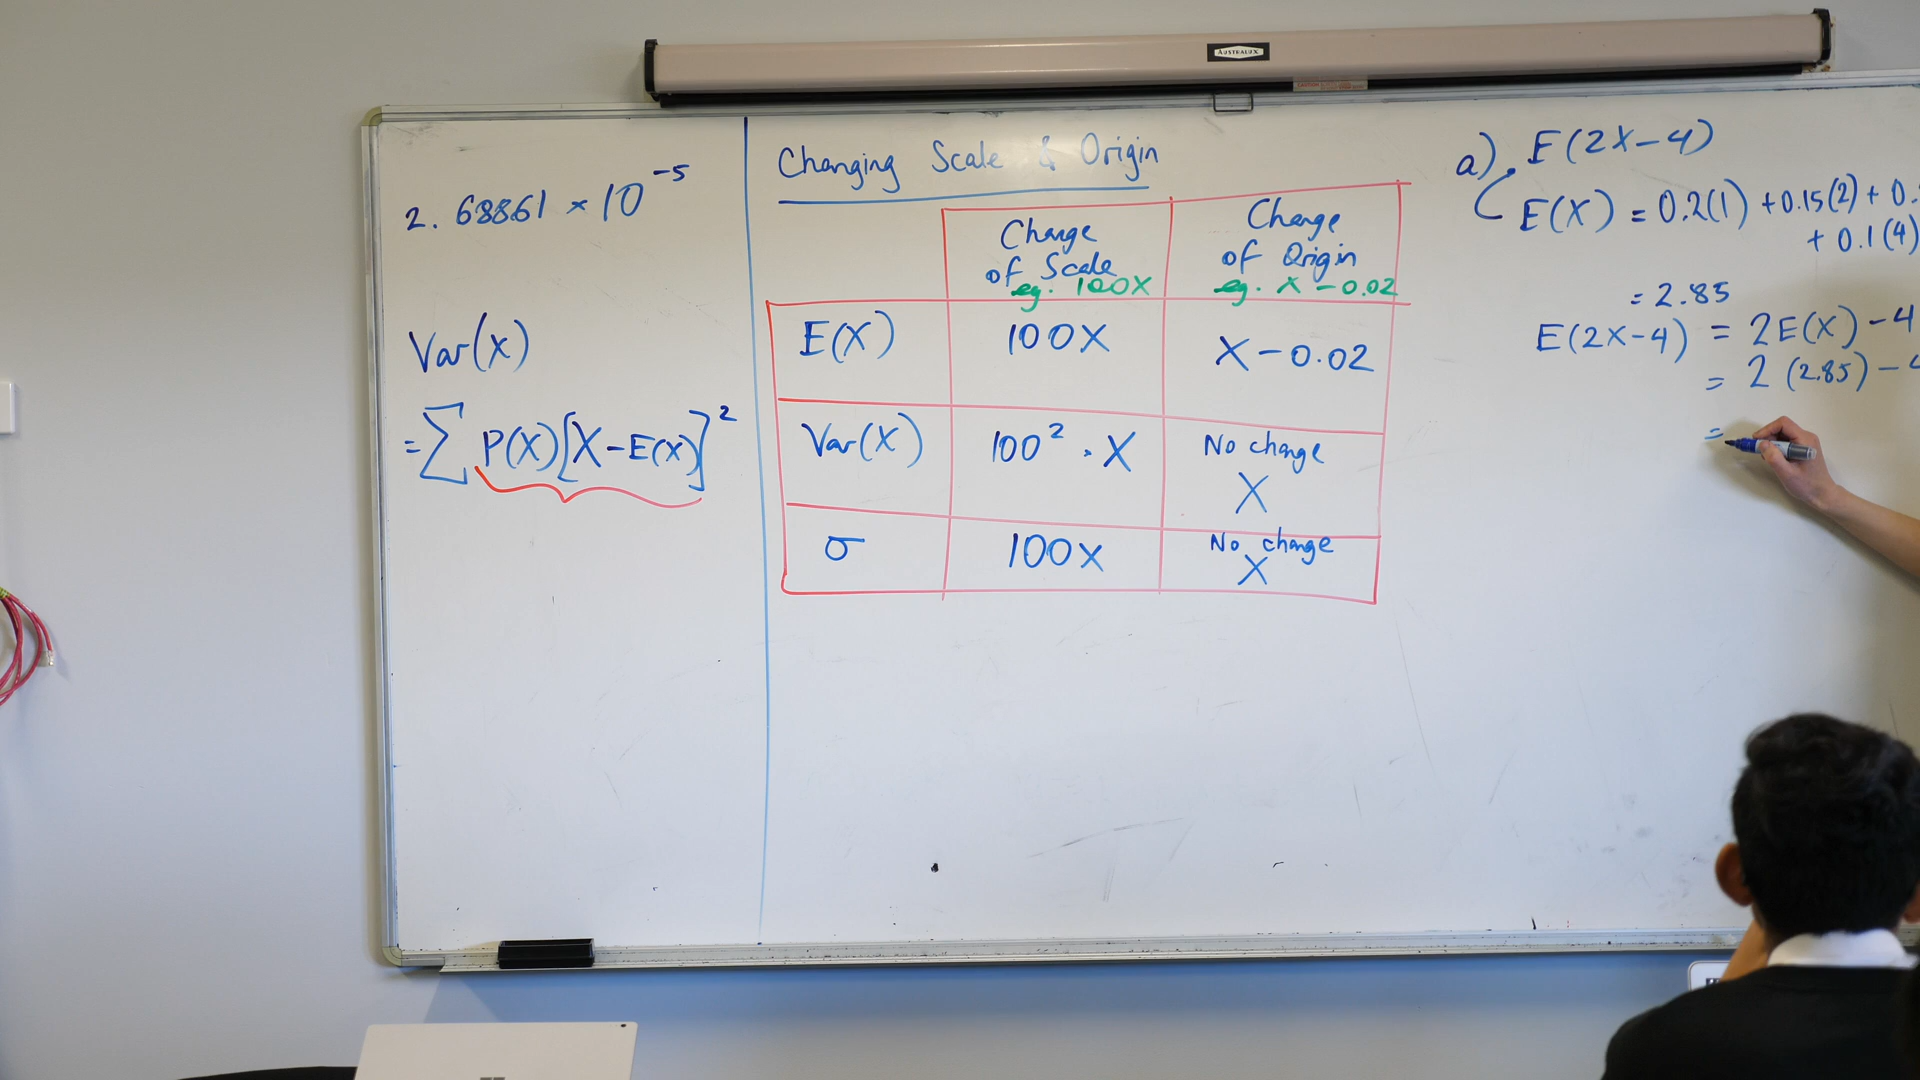 AUSTRALUX
2. 68861 × 10⁻⁵
Var(X)
= ∑ P(X)[X-E(X)]²
Changing Scale & Origin
Change of Scale
eg. 100X
Change of Origin
eg. X - 0.02
E(X) 100X X - 0.02
Var(X) 100² · X No change X
σ 100X No change X
a) E(2X-4)
E(X) = 0.2(1) + 0.15(2) + 0.
+ 0.1(4)
= 2.85
E(2X-4) = 2E(X) - 4
= 2 (2.85) -
=